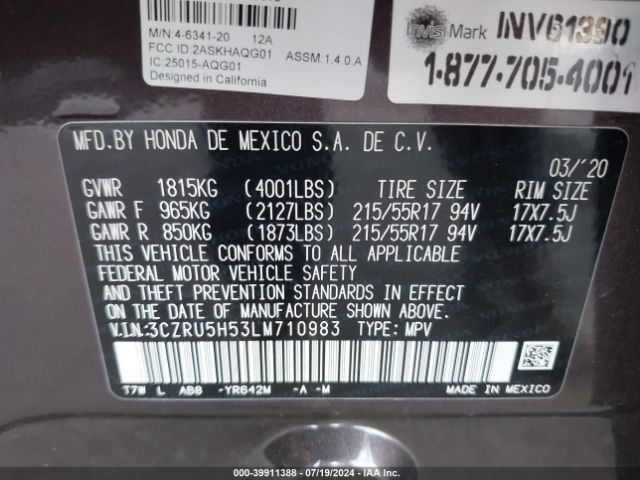 M/N 4-6341-20 12A
FCC ID 2ASKHAQG01 ASSM:1.4.0.A
IC:25015-AQG01
Designed in California
Invis Mark INV61390
1-877-705-4001
MFD.BY HONDA DE MEXICO S.A. DE C.V.
03/'20
GVWR 1815KG (4001LBS) TIRE SIZE RIM SIZE
GAWR F 965KG (2127LBS) 215/55R17 94V 17X7.5J
GAWR R 850KG (1873LBS) 215/55R17 94V 17X7.5J
THIS VEHICLE CONFORMS TO ALL APPLICABLE
FEDERAL MOTOR VEHICLE SAFETY
AND THEFT PREVENTION STANDARDS IN EFFECT
ON THE DATE OF MANUFACTURE SHOWN ABOVE.
V.I.N:3CZRU5H53LM710983 TYPE: MPV
T7W L AB8 -YR642M -A -M MADE IN MEXICO
000-39911388 - 07/19/2024 - IAAI.com